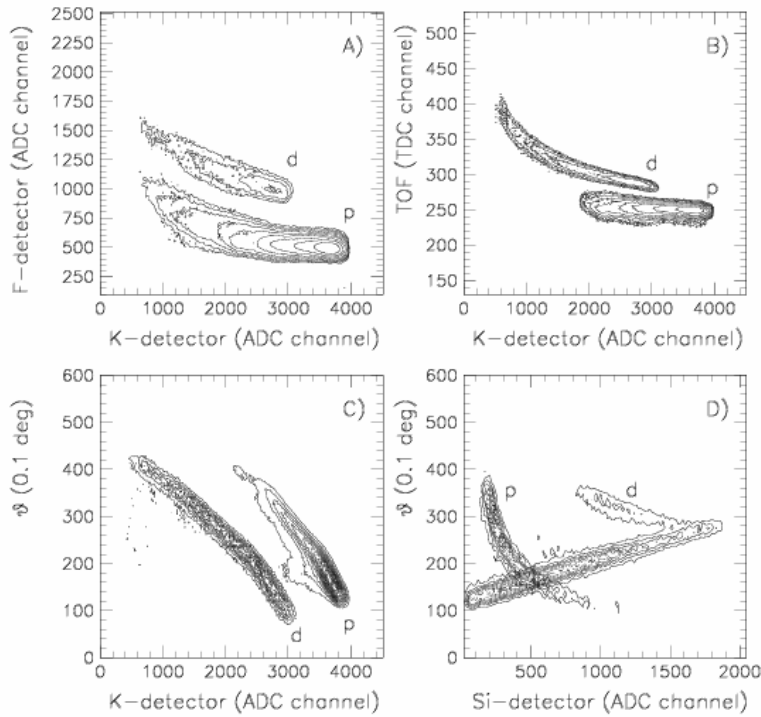 A)
F-detector (ADC channel)
2500
2250
2000
1750
1500
1250
1000
750
500
250
d
p
0 1000 2000 3000 4000
K-detector (ADC channel)
B)
TOF (TDC channel)
500
450
400
350
300
250
200
150
d
p
0 1000 2000 3000 4000
K-detector (ADC channel)
C)
ϑ (0.1 deg)
600
500
400
300
200
100
0
d
p
0 1000 2000 3000 4000
K-detector (ADC channel)
D)
ϑ (0.1 deg)
600
500
400
300
200
100
0
p
d
500 1000 1500 2000
Si-detector (ADC channel)